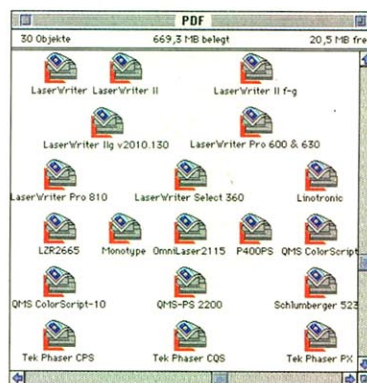 PDF
30 Objekte 669,3 MB belegt 20,5 MB frei
LaserWriter LaserWriter II LaserWriter II f-g
LaserWriter IIg v2010.130 LaserWriter Pro 600 & 630
LaserWriter Pro 810 LaserWriter Select 360 Linotronic
LZR2665 Monotype OmniLaser2115 P400PS QMS ColorScript
QMS ColorScript-10 QMS-PS 2200 Schlumberger 523
Tek Phaser CPS Tek Phaser CQS Tek Phaser PX